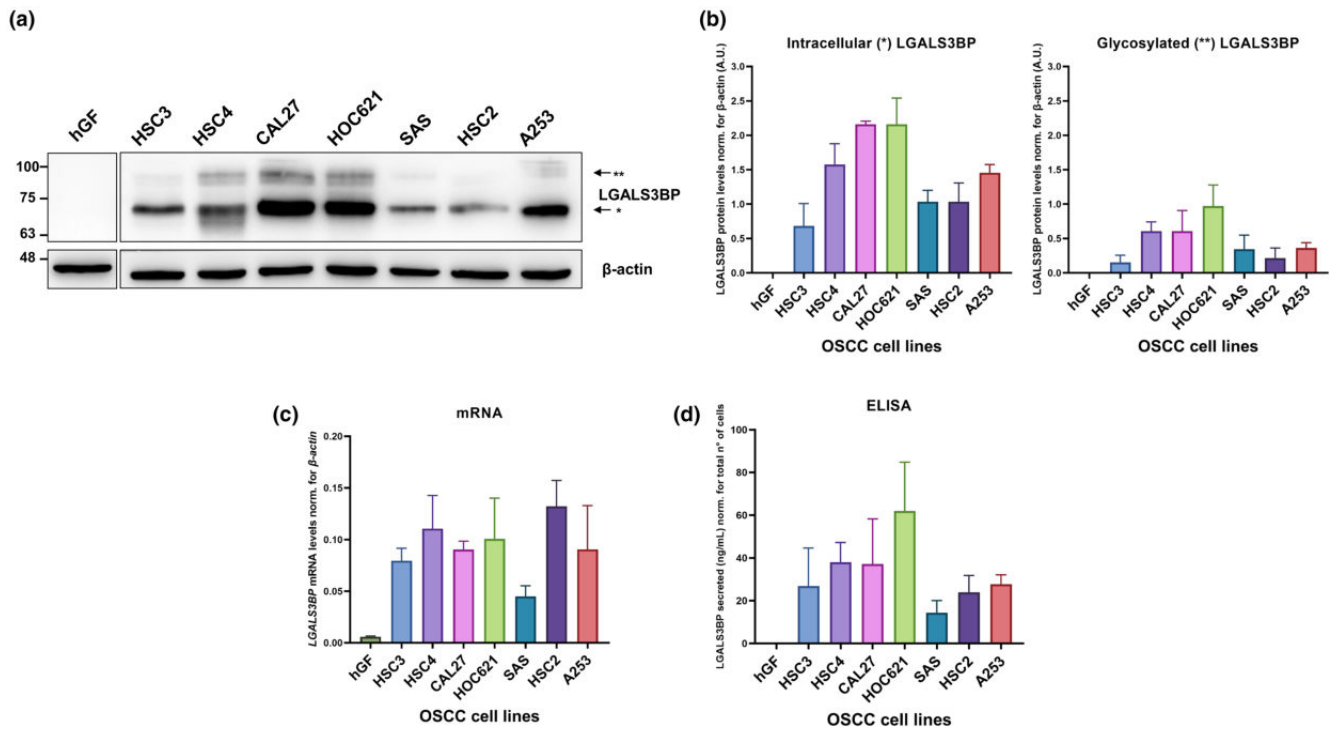 (a)
hGF
HSC3
HSC4
CAL27
HOC621
SAS
HSC2
A253
100
75
63
48
**
LGALS3BP
*
β-actin
(b)
Intracellular (*) LGALS3BP
LGALS3BP protein levels norm. for β-actin (A.U.)
3.0
2.5
2.0
1.5
1.0
0.5
0.0
hGF
HSC3
HSC4
CAL27
HOC621
SAS
HSC2
A253
OSCC cell lines
Glycosylated (**) LGALS3BP
LGALS3BP protein levels norm. for β-actin (A.U.)
3.0
2.5
2.0
1.5
1.0
0.5
0.0
hGF
HSC3
HSC4
CAL27
HOC621
SAS
HSC2
A253
OSCC cell lines
(c)
mRNA
LGALS3BP mRNA levels norm. for β-actin
0.20
0.15
0.10
0.05
0.00
hGF
HSC3
HSC4
CAL27
HOC621
SAS
HSC2
A253
OSCC cell lines
(d)
ELISA
LGALS3BP secreted (ng/mL) norm. for total n° of cells
100
80
60
40
20
0
hGF
HSC3
HSC4
CAL27
HOC621
SAS
HSC2
A253
OSCC cell lines